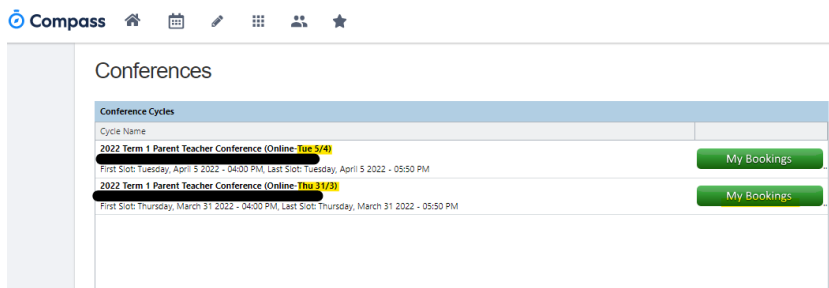 Compass
Conferences
Conference Cycles
Cycle Name
2022 Term 1 Parent Teacher Conference (Online-Tue 5/4)
First Slot: Tuesday, April 5 2022 - 04:00 PM, Last Slot: Tuesday, April 5 2022 - 05:50 PM
My Bookings
2022 Term 1 Parent Teacher Conference (Online-Thu 31/3)
First Slot: Thursday, March 31 2022 - 04:00 PM, Last Slot: Thursday, March 31 2022 - 05:50 PM
My Bookings